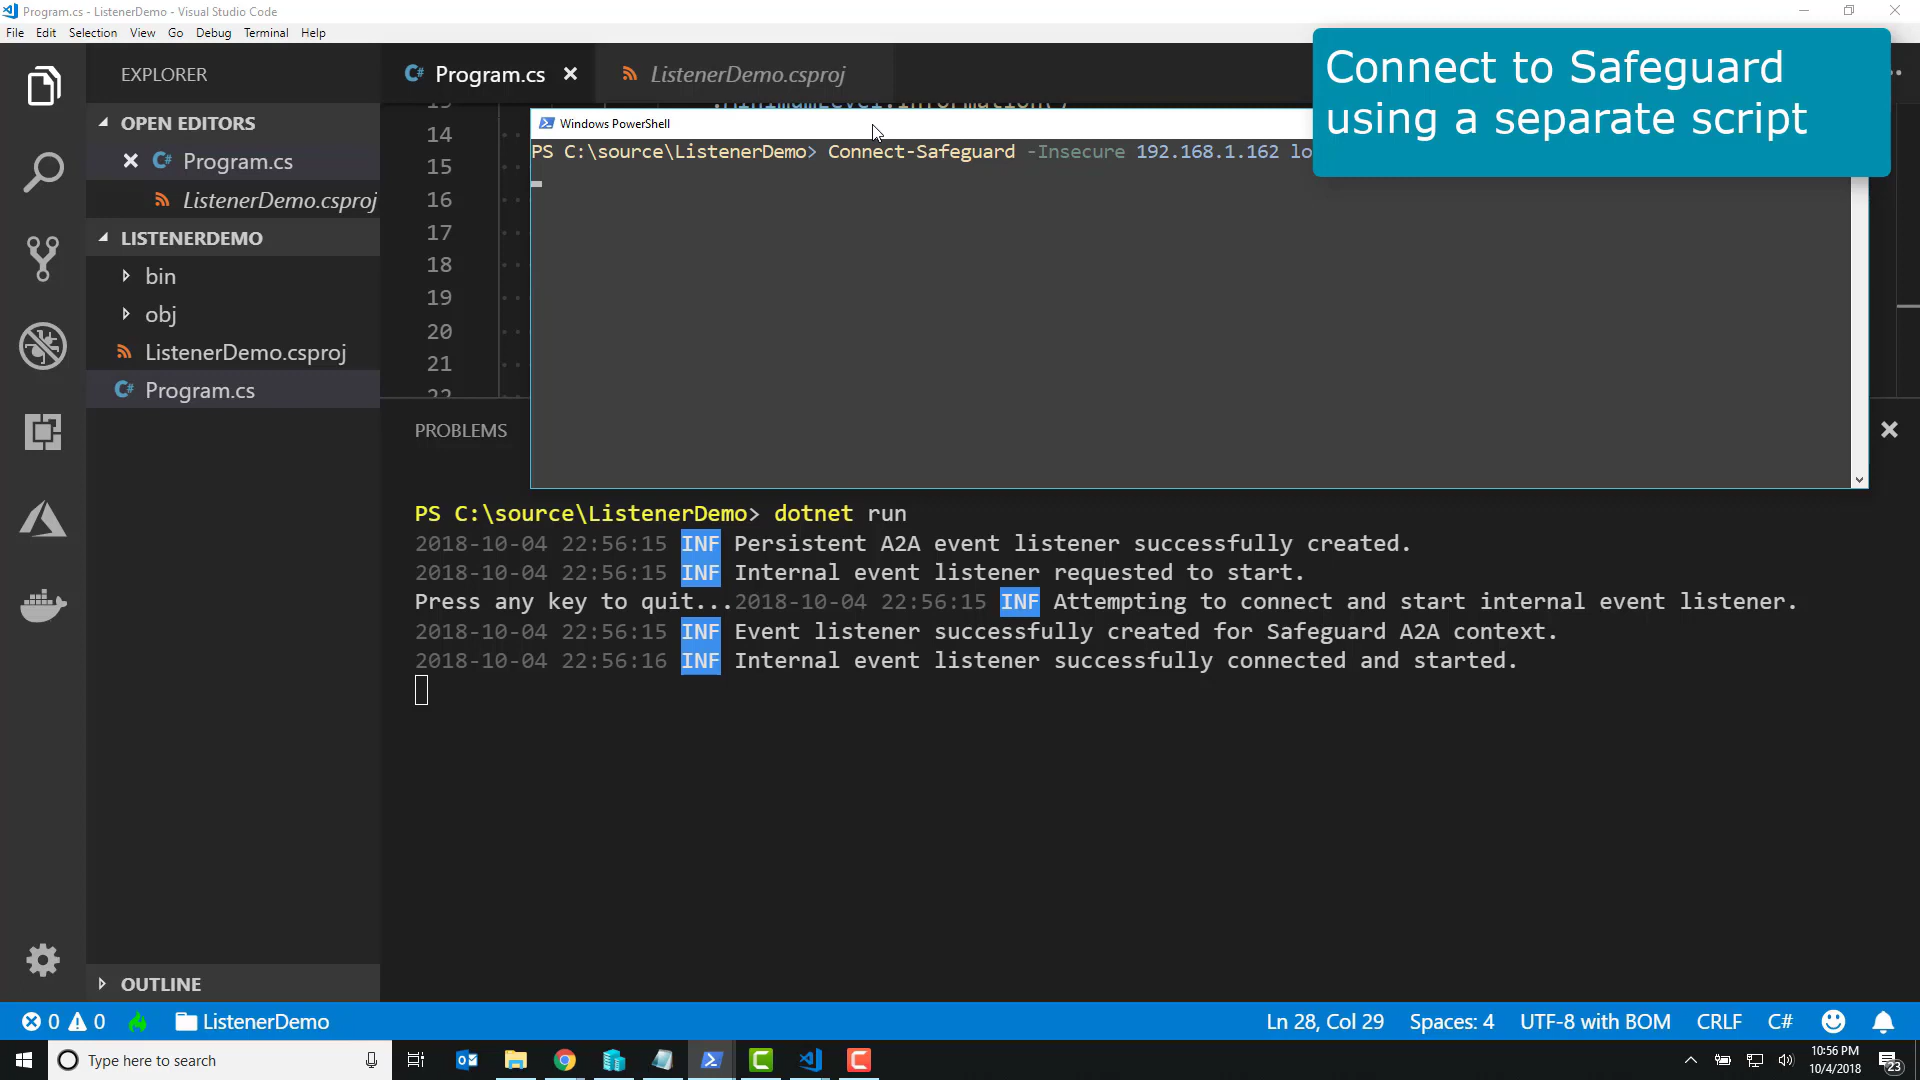 Program.cs - ListenerDemo - Visual Studio Code
File Edit Selection View Go Debug Terminal Help
EXPLORER
OPEN EDITORS
Program.cs
ListenerDemo.csproj
LISTENERDEMO
bin
obj
ListenerDemo.csproj
Program.cs
OUTLINE
Program.cs
ListenerDemo.csproj
14
15
16
17
18
19
20
21
22
Windows PowerShell
PS C:\source\ListenerDemo> Connect-Safeguard -Insecure 192.168.1.162 lo
Connect to Safeguard
using a separate script
PROBLEMS
PS C:\source\ListenerDemo> dotnet run
2018-10-04 22:56:15 INF Persistent A2A event listener successfully created.
2018-10-04 22:56:15 INF Internal event listener requested to start.
Press any key to quit...2018-10-04 22:56:15 INF Attempting to connect and start internal event listener.
2018-10-04 22:56:15 INF Event listener successfully created for Safeguard A2A context.
2018-10-04 22:56:16 INF Internal event listener successfully connected and started.
0 0 ListenerDemo Ln 28, Col 29 Spaces: 4 UTF-8 with BOM CRLF C#
Type here to search
10:56 PM
10/4/2018
23